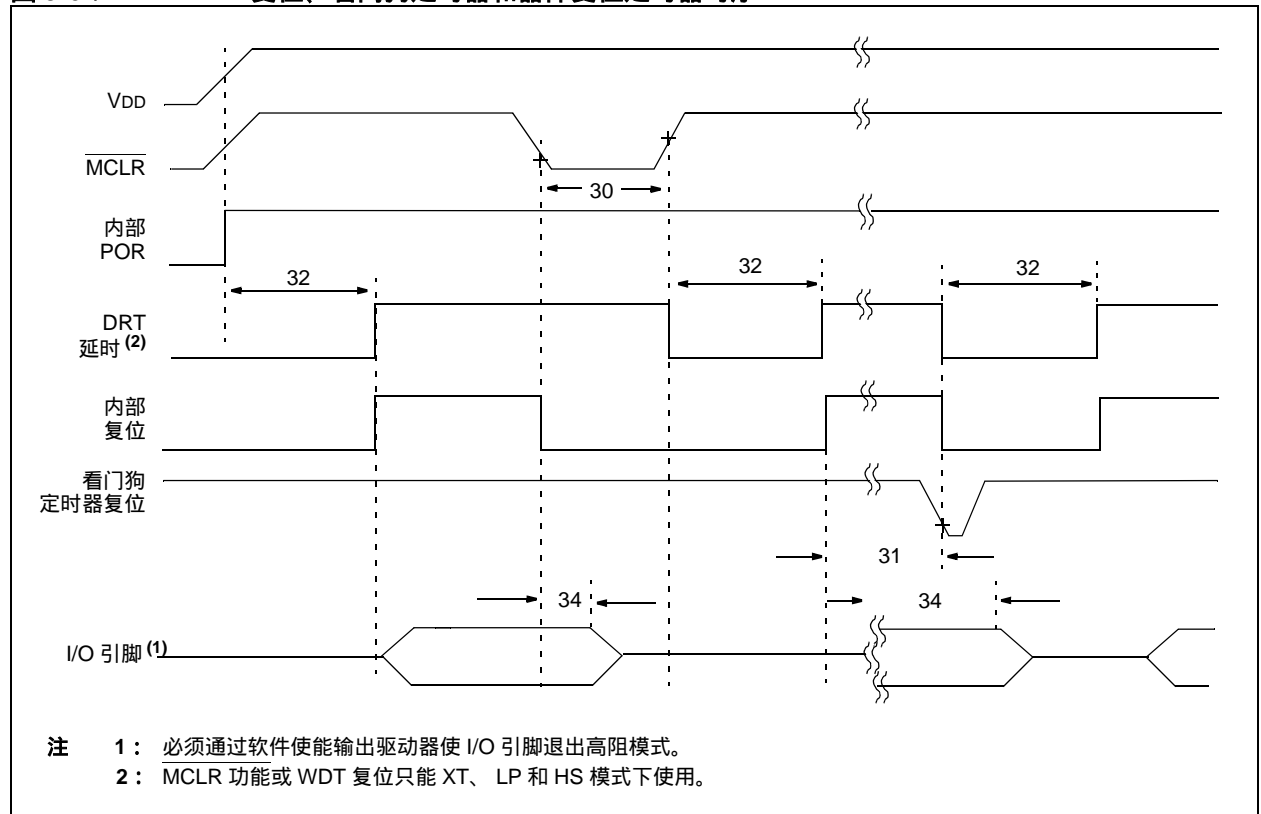 VDD
MCLR
30
内部
POR
32
32
32
DRT
延时 (2)
内部
复位
看门狗
定时器复位
31
34
34
I/O 引脚 (1)
注 1： 必须通过软件使能输出驱动器使 I/O 引脚退出高阻模式。
2： MCLR 功能或 WDT 复位只能 XT、 LP 和 HS 模式下使用。